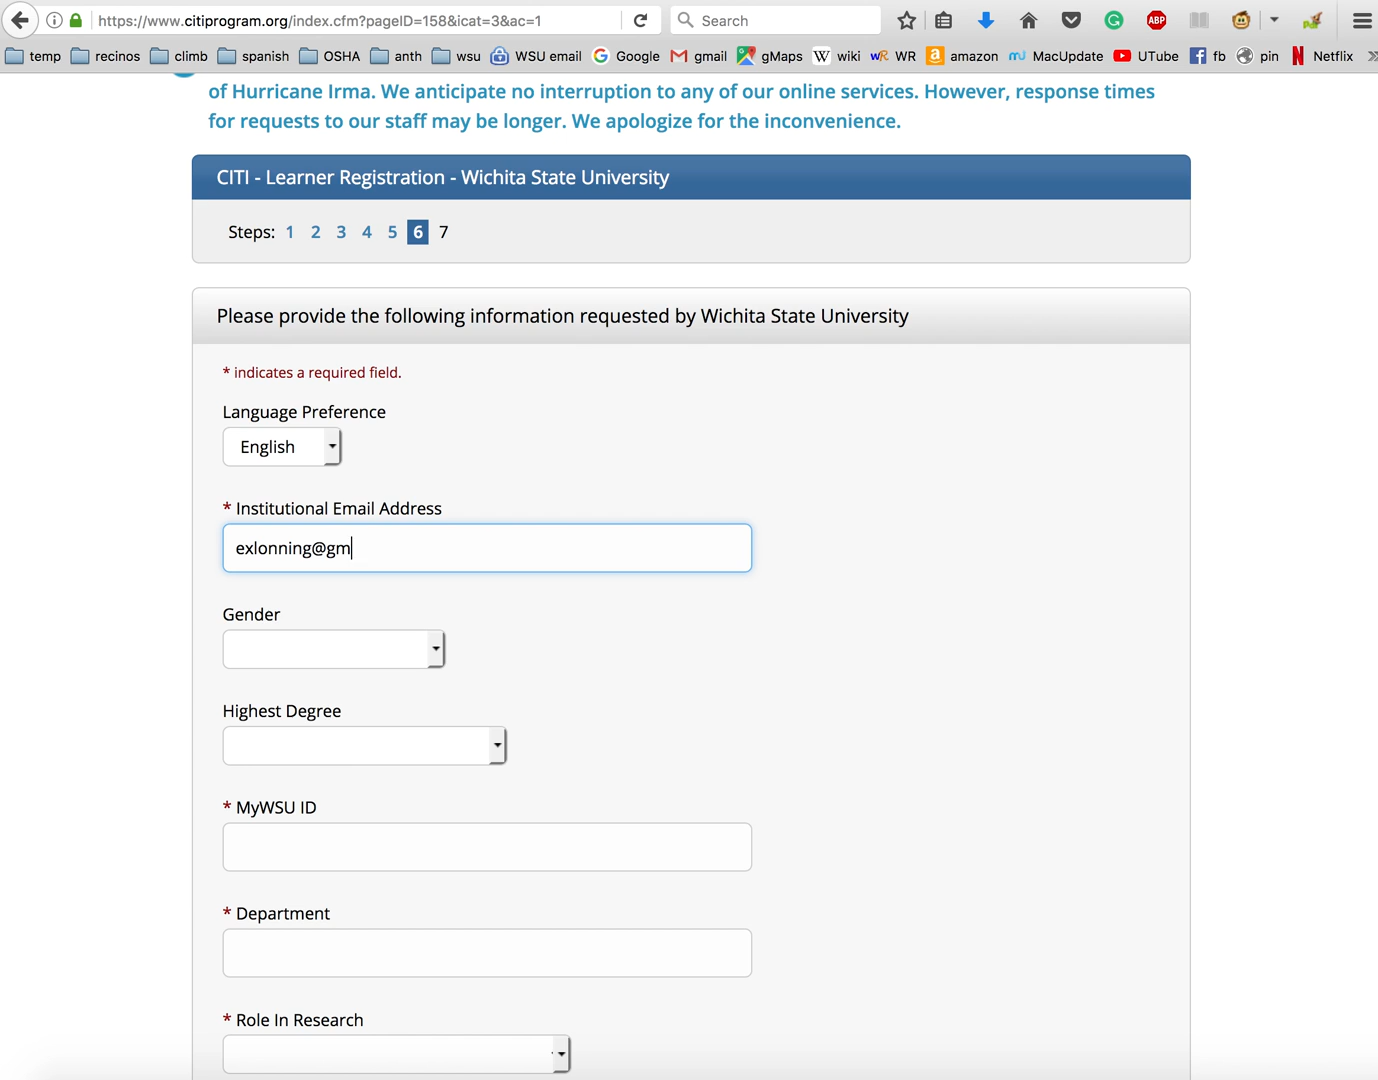 https://www.citiprogram.org/index.cfm?pageID=158&icat=3&ac=1
Search
ABP
temp recinos climb spanish OSHA anth wsu WSU email Google gmail gMaps wiki WR amazon MacUpdate UTube fb pin Netflix
of Hurricane Irma. We anticipate no interruption to any of our online services. However, response times
for requests to our staff may be longer. We apologize for the inconvenience.
CITI - Learner Registration - Wichita State University
Steps: 1 2 3 4 5 6 7
Please provide the following information requested by Wichita State University
* indicates a required field.
Language Preference
English
* Institutional Email Address
exlonning@gm
Gender
Highest Degree
* MyWSU ID
* Department
* Role In Research